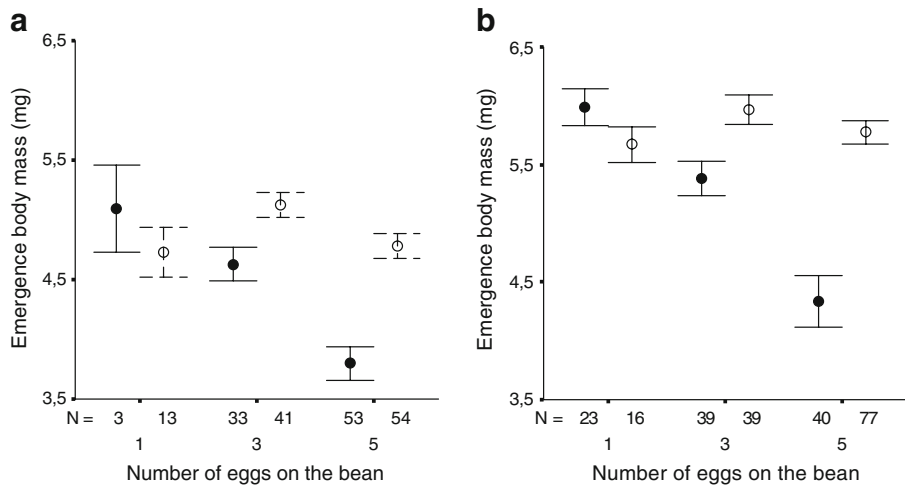 a
6,5
5,5
4,5
3,5
Emergence body mass (mg)
N = 3 13 33 41 53 54
1 3 5
Number of eggs on the bean
b
6,5
5,5
4,5
3,5
Emergence body mass (mg)
N = 23 16 39 39 40 77
1 3 5
Number of eggs on the bean